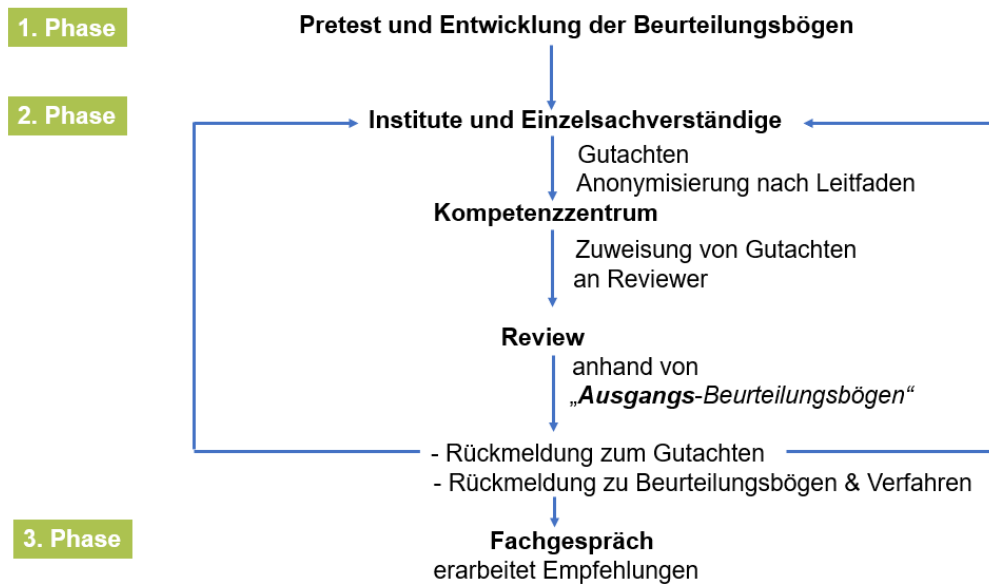 1. Phase
Pretest und Entwicklung der Beurteilungsbögen
2. Phase
Institute und Einzelsachverständige
Gutachten
Anonymisierung nach Leitfaden
Kompetenzzentrum
Zuweisung von Gutachten
an Reviewer
Review
anhand von
„Ausgangs-Beurteilungsbögen“
- Rückmeldung zum Gutachten
- Rückmeldung zu Beurteilungsbögen & Verfahren
3. Phase
Fachgespräch
erarbeitet Empfehlungen